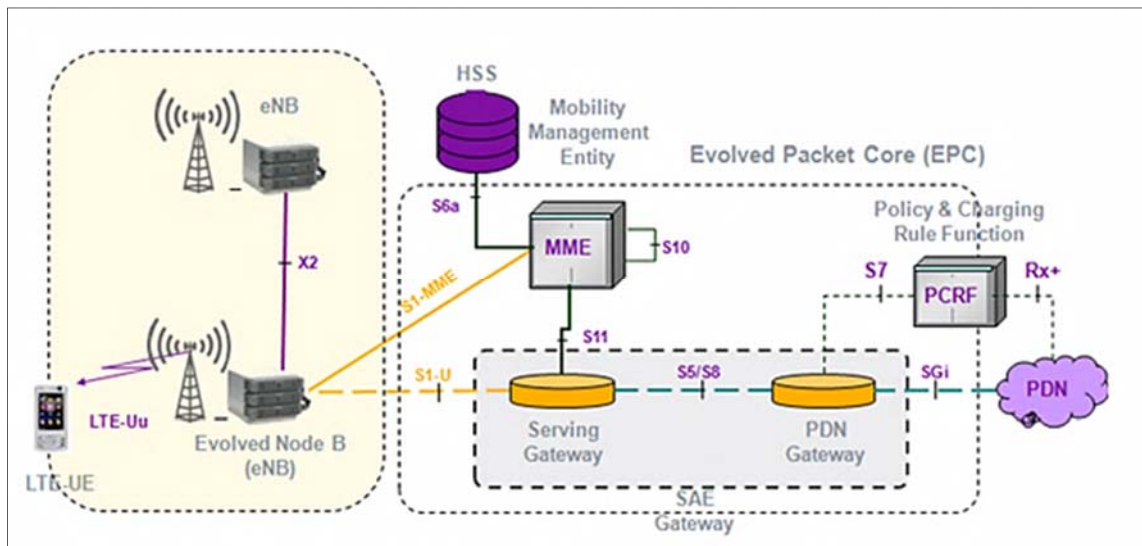 HSS
eNB
Mobility
Management
Entity
Evolved Packet Core (EPC)
S6a
Policy & Charging
Rule Function
MME
S10
X2
S1-MME
S7
PCRF
Rx+
S11
S1-U
S5/S8
SGi
PDN
LTE-Uu
Evolved Node B
(eNB)
Serving
Gateway
PDN
Gateway
LTE-UE
SAE
Gateway